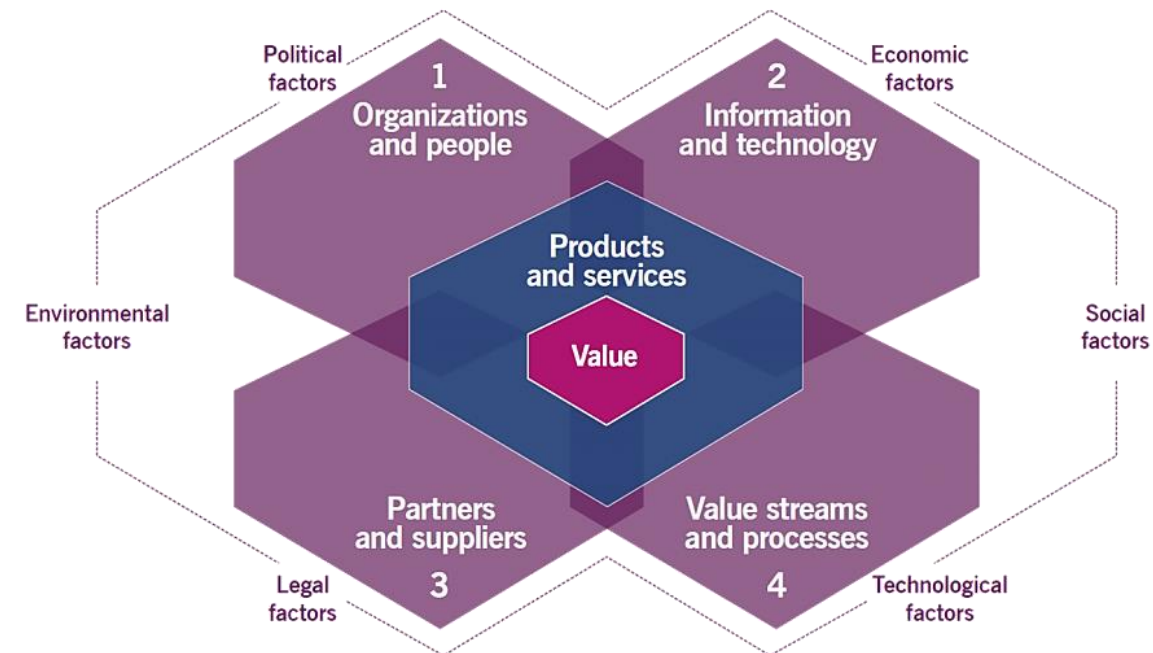 Political
factors
1
Organizations
and people
2
Information
and technology
Economic
factors
Products
and services
Value
Environmental
factors
Social
factors
Partners
and suppliers
3
Value streams
and processes
4
Legal
factors
Technological
factors